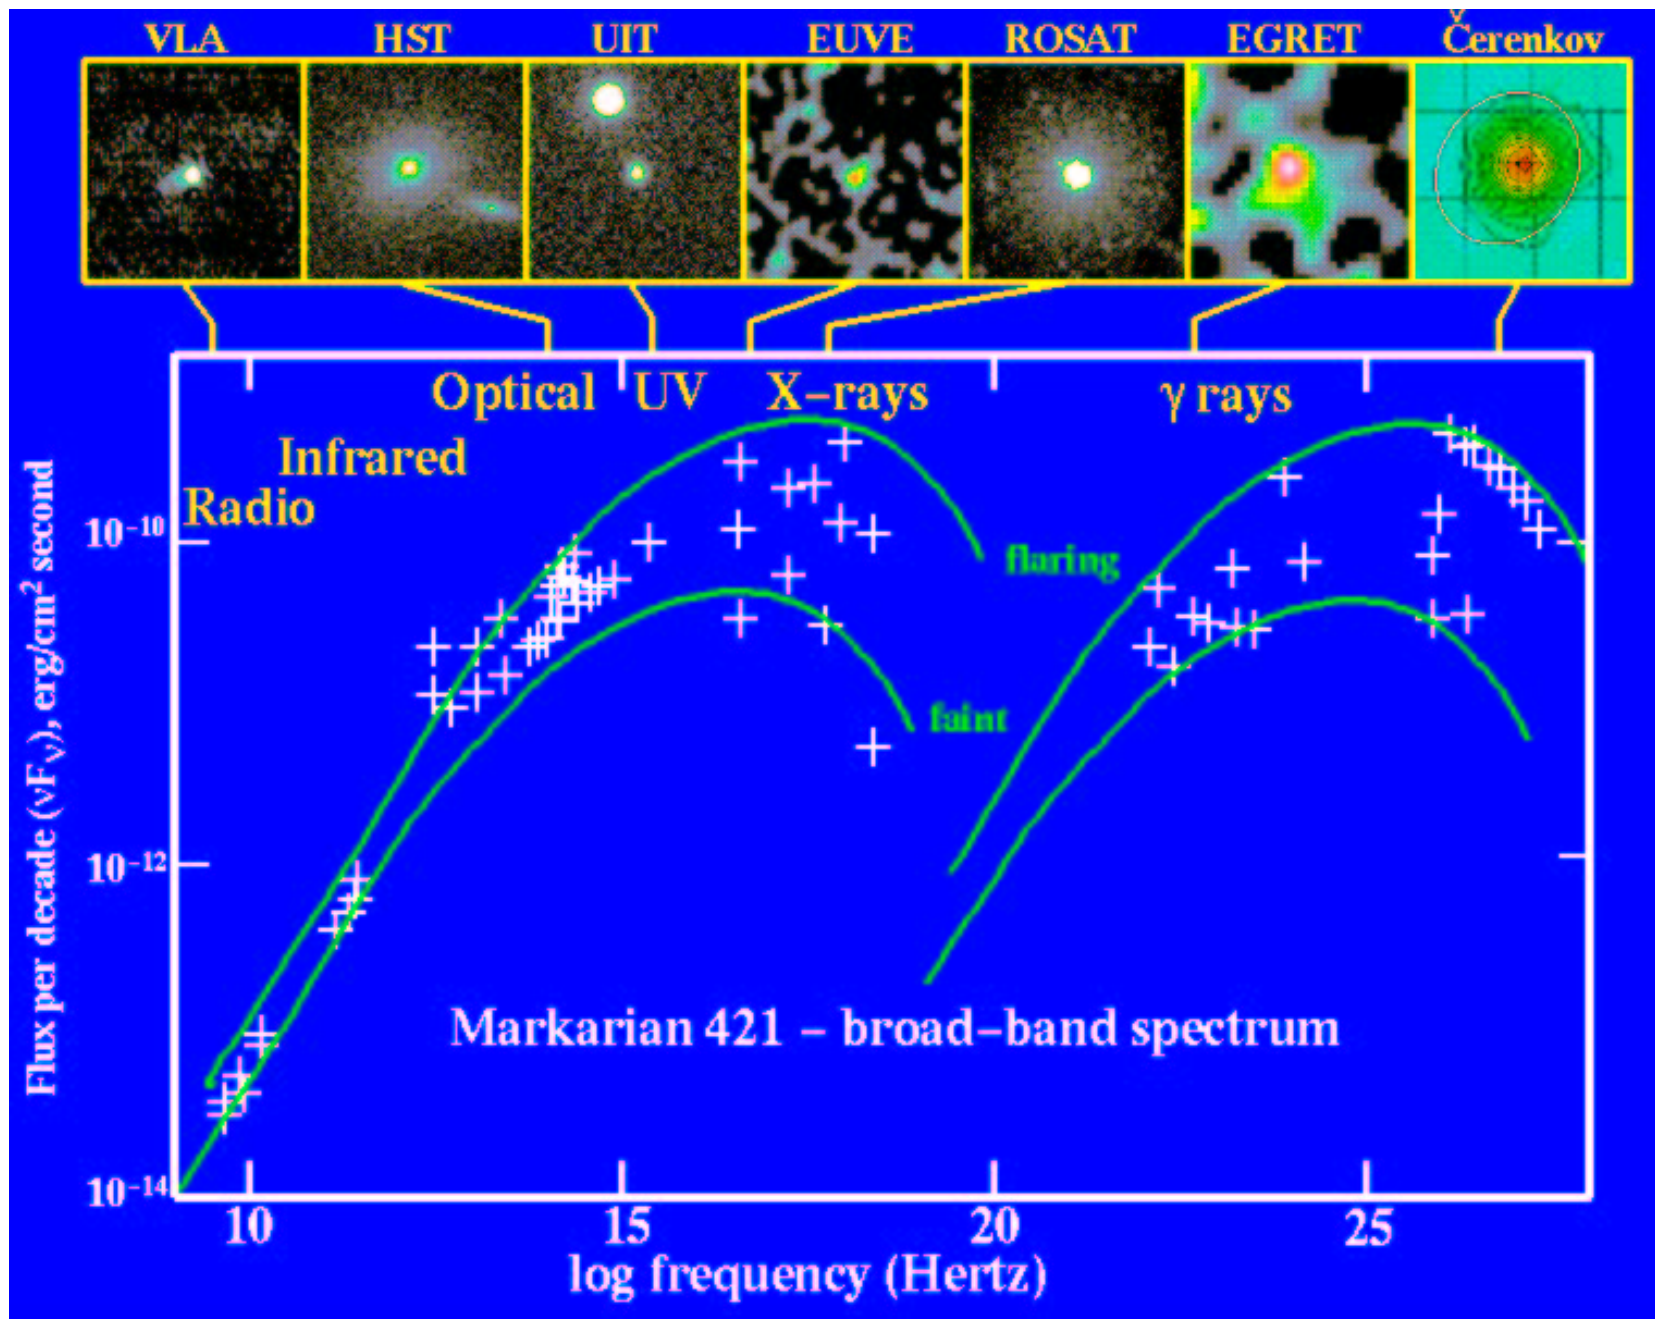 VLA HST UIT EUVE ROSAT EGRET Čerenkov
Optical UV X–rays γ rays
Infrared
Radio
flaring
faint
Markarian 421 – broad–band spectrum
Flux per decade (νFν), erg/cm² second
10⁻¹⁰
10⁻¹²
10⁻¹⁴
10 15 20 25
log frequency (Hertz)